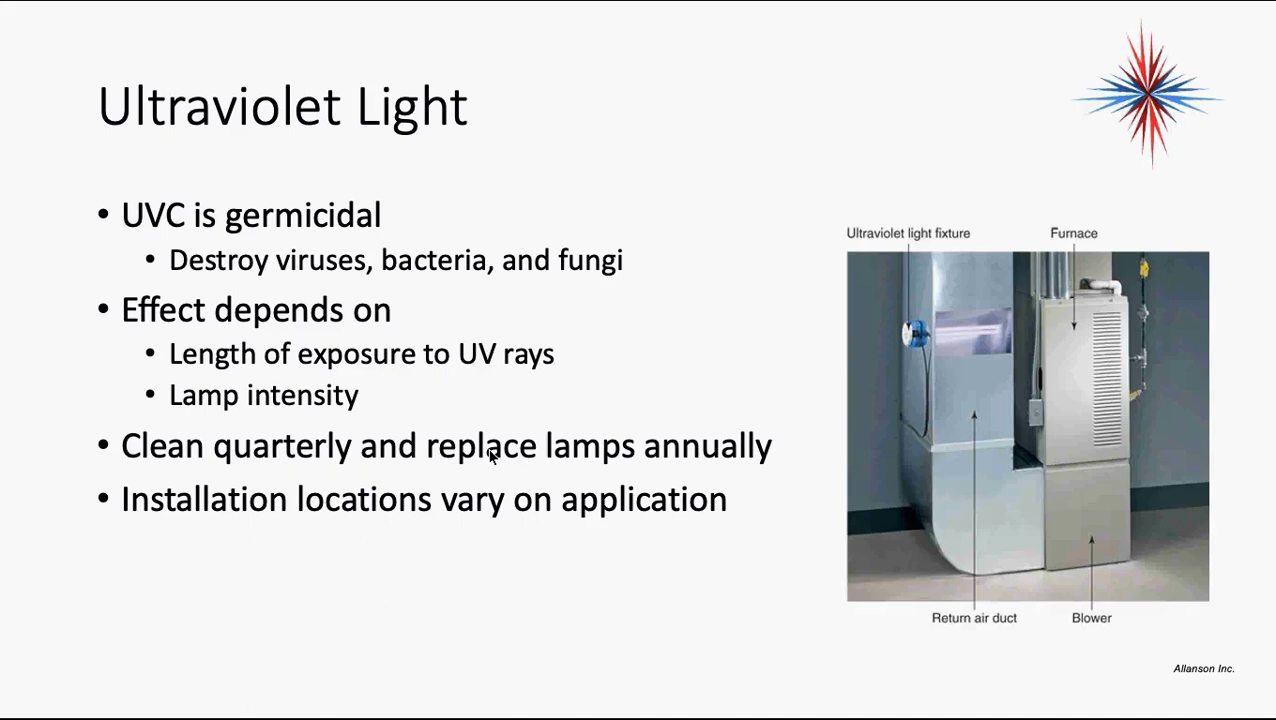 Ultraviolet Light
• UVC is germicidal
• Destroy viruses, bacteria, and fungi
• Effect depends on
• Length of exposure to UV rays
• Lamp intensity
• Clean quarterly and replace lamps annually
• Installation locations vary on application
Ultraviolet light fixture
Furnace
Return air duct
Blower
Allanson Inc.